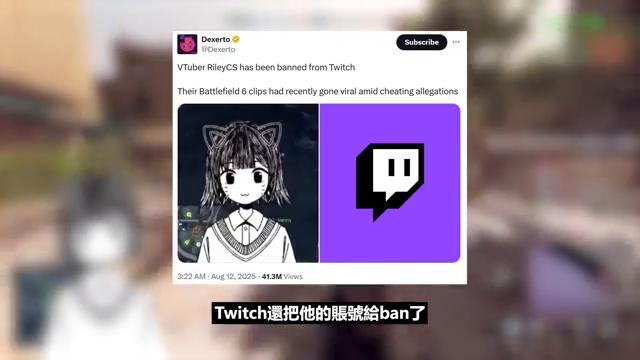 Dexerto
@Dexerto
Subscribe
VTuber RileyCS has been banned from Twitch
Their Battlefield 6 clips had recently gone viral amid cheating allegations
3:22 AM · Aug 12, 2025 · 41.3M Views
Twitch還把他的賬號給ban了